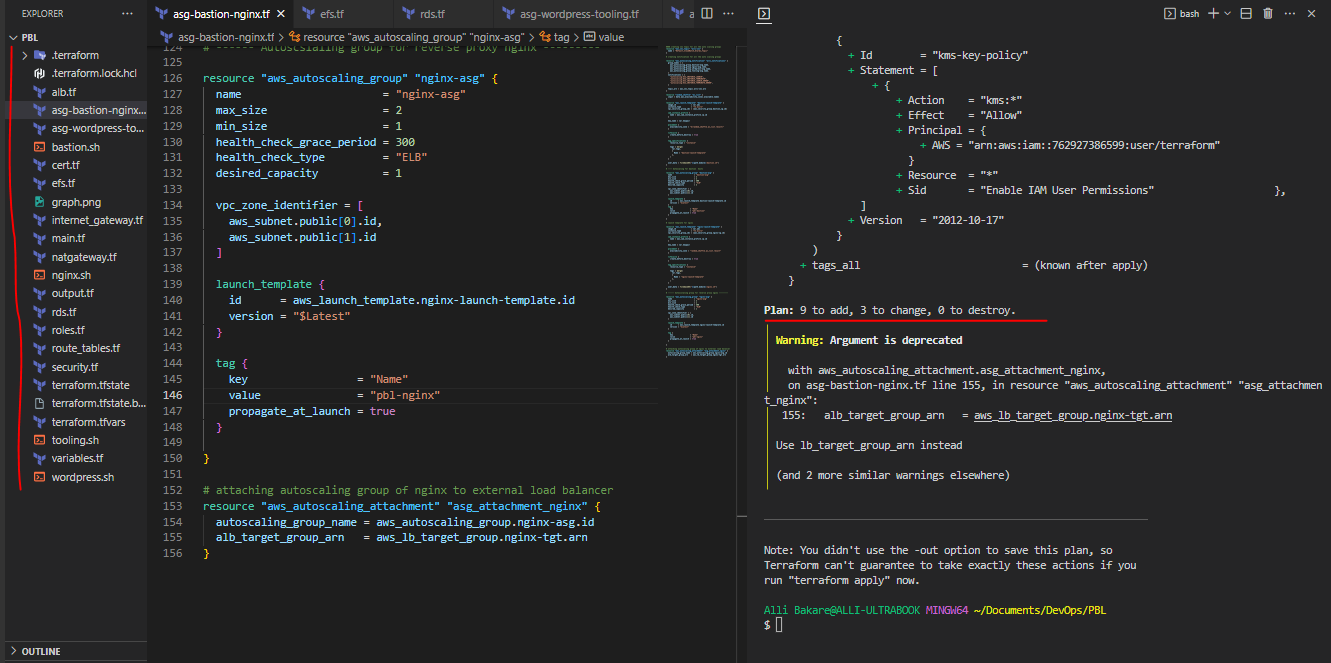 EXPLORER
PBL
.terraform
.terraform.lock.hcl
alb.tf
asg-bastion-nginx...
asg-wordpress-to...
bastion.sh
cert.tf
efs.tf
graph.png
internet_gateway.tf
main.tf
natgateway.tf
nginx.sh
output.tf
rds.tf
roles.tf
route_tables.tf
security.tf
terraform.tfstate
terraform.tfstate.b...
terraform.tfvars
tooling.sh
variables.tf
wordpress.sh
OUTLINE
asg-bastion-nginx.tf
efs.tf
rds.tf
asg-wordpress-tooling.tf
a
asg-bastion-nginx.tf > resource "aws_autoscaling_group" "nginx-asg" > tag > value
124 # ------ Autoscslaling group for reverse proxy nginx ---------
125
126 resource "aws_autoscaling_group" "nginx-asg" {
127 name = "nginx-asg"
128 max_size = 2
129 min_size = 1
130 health_check_grace_period = 300
131 health_check_type = "ELB"
132 desired_capacity = 1
133
134 vpc_zone_identifier = [
135 aws_subnet.public[0].id,
136 aws_subnet.public[1].id
137 ]
138
139 launch_template {
140 id = aws_launch_template.nginx-launch-template.id
141 version = "$Latest"
142 }
143
144 tag {
145 key = "Name"
146 value = "pbl-nginx"
147 propagate_at_launch = true
148 }
149
150 }
151
152 # attaching autoscaling group of nginx to external load balancer
153 resource "aws_autoscaling_attachment" "asg_attachment_nginx" {
154 autoscaling_group_name = aws_autoscaling_group.nginx-asg.id
155 alb_target_group_arn = aws_lb_target_group.nginx-tgt.arn
156 }
bash
{
+ Id = "kms-key-policy"
+ Statement = [
+ {
+ Action = "kms:*"
+ Effect = "Allow"
+ Principal = {
+ AWS = "arn:aws:iam::762927386599:user/terraform"
}
+ Resource = "*"
+ Sid = "Enable IAM User Permissions" },
]
+ Version = "2012-10-17"
}
)
+ tags_all = (known after apply)
}
Plan: 9 to add, 3 to change, 0 to destroy.
Warning: Argument is deprecated
with aws_autoscaling_attachment.asg_attachment_nginx,
on asg-bastion-nginx.tf line 155, in resource "aws_autoscaling_attachment" "asg_attachmen
t_nginx":
155: alb_target_group_arn = aws_lb_target_group.nginx-tgt.arn
Use lb_target_group_arn instead
(and 2 more similar warnings elsewhere)
Note: You didn't use the -out option to save this plan, so
Terraform can't guarantee to take exactly these actions if you
run "terraform apply" now.
Alli Bakare@ALLI-ULTRABOOK MINGW64 ~/Documents/DevOps/PBL
$